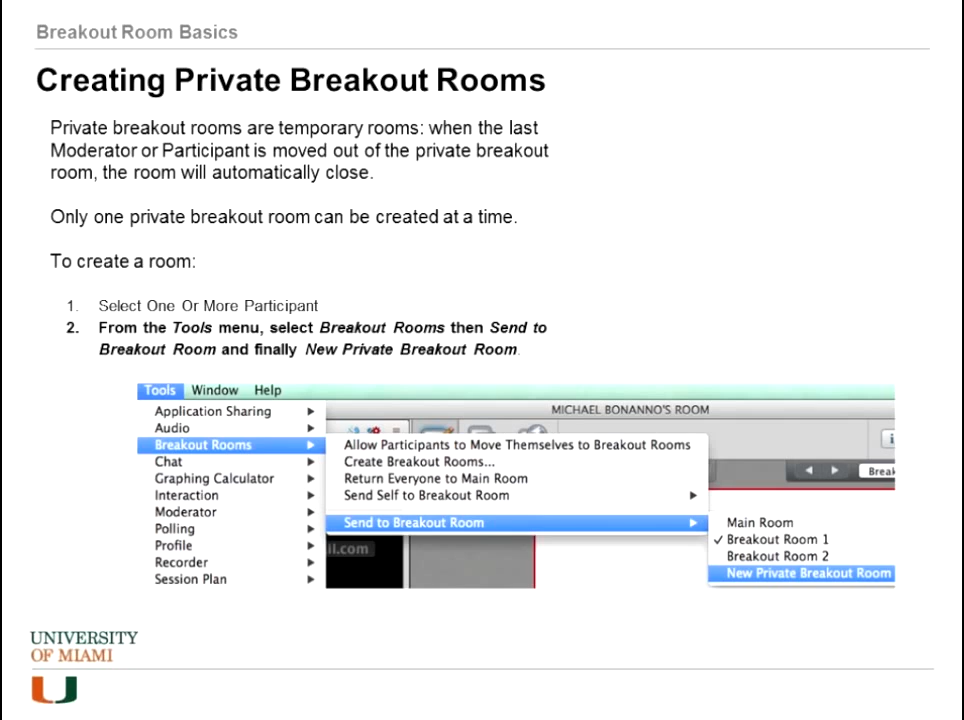 Breakout Room Basics
Creating Private Breakout Rooms
Private breakout rooms are temporary rooms: when the last
Moderator or Participant is moved out of the private breakout
room, the room will automatically close.
Only one private breakout room can be created at a time.
To create a room:
1. Select One Or More Participant
2. From the Tools menu, select Breakout Rooms then Send to
Breakout Room and finally New Private Breakout Room.
Tools Window Help
Application Sharing
MICHAEL BONANNO'S ROOM
Audio
Breakout Rooms
Chat
Graphing Calculator
Interaction
Moderator
Polling
Profile
Recorder
Session Plan
Allow Participants to Move Themselves to Breakout Rooms
Create Breakout Rooms...
Return Everyone to Main Room
Send Self to Breakout Room
Send to Breakout Room
Break
il.com
Main Room
✓ Breakout Room 1
Breakout Room 2
New Private Breakout Room
UNIVERSITY
OF MIAMI
U